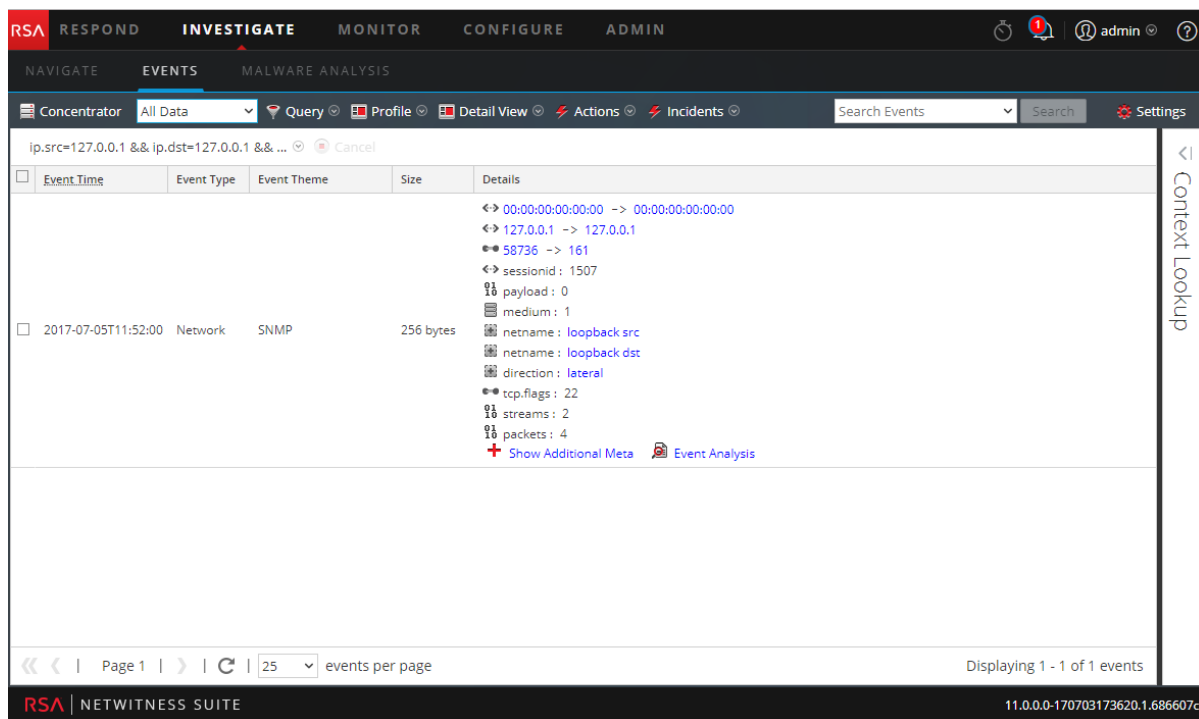 RSA RESPOND INVESTIGATE MONITOR CONFIGURE ADMIN 1 admin ?
NAVIGATE EVENTS MALWARE ANALYSIS
Concentrator All Data Query Profile Detail View Actions Incidents Search Events Search Settings
ip.src=127.0.0.1 && ip.dst=127.0.0.1 && ... Cancel
Context Lookup
Event Time Event Type Event Theme Size Details
00:00:00:00:00:00 -> 00:00:00:00:00:00
127.0.0.1 -> 127.0.0.1
58736 -> 161
sessionid : 1507
payload : 0
medium : 1
2017-07-05T11:52:00 Network SNMP 256 bytes netname : loopback src
netname : loopback dst
direction : lateral
tcp.flags : 22
streams : 2
packets : 4
Show Additional Meta Event Analysis
Page 1 | 25 events per page Displaying 1 - 1 of 1 events
RSA | NETWITNESS SUITE 11.0.0.0-170703173620.1.686607